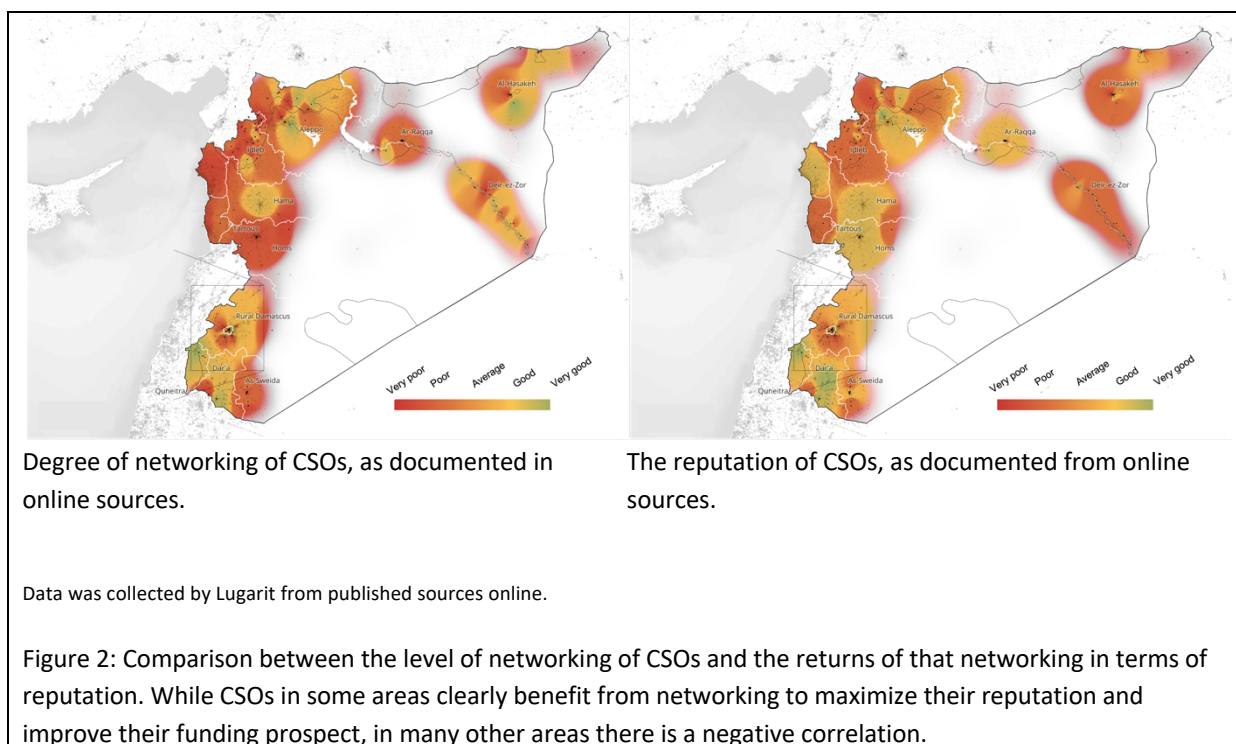 Al-Hasakeh
Aleppo
Ar-Raqqa
Idleb
Deir-ez-Zor
Hama
Tartous
Homs
Rural Damascus
Dar'a
Quneitra
As-Sweida
Very poor
Poor
Average
Good
Very good
Al-Hasakeh
Aleppo
Ar-Raqqa
Idleb
Deir-ez-Zor
Hama
Tartous
Homs
Rural Damascus
Dar'a
Quneitra
As-Sweida
Very poor
Poor
Average
Good
Very good
Degree of networking of CSOs, as documented in
online sources.
The reputation of CSOs, as documented from online
sources.
Data was collected by Lugarit from published sources online.
Figure 2: Comparison between the level of networking of CSOs and the returns of that networking in terms of
reputation. While CSOs in some areas clearly benefit from networking to maximize their reputation and
improve their funding prospect, in many other areas there is a negative correlation.